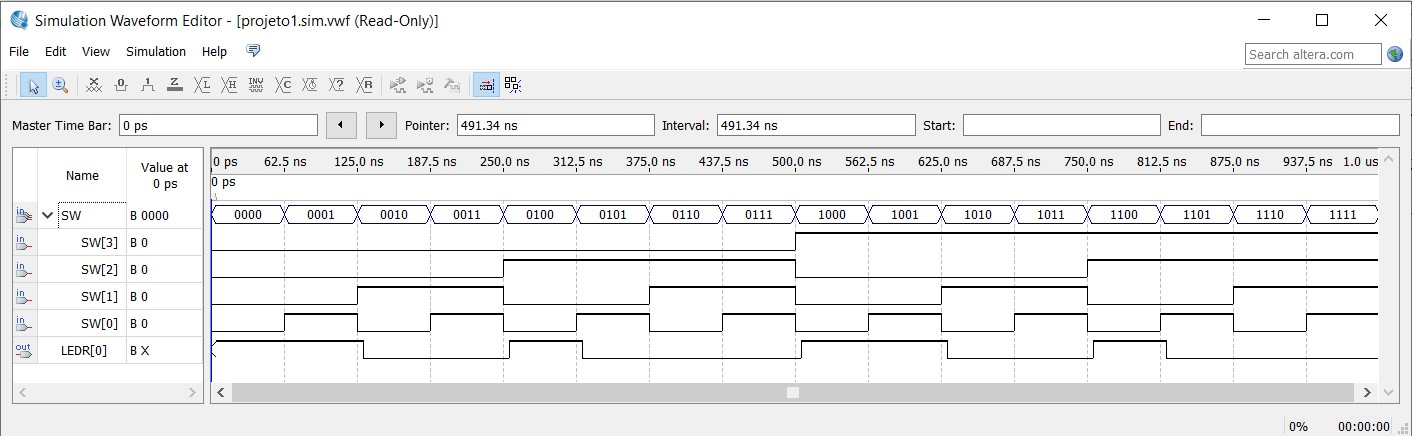 Simulation Waveform Editor - [projeto1.sim.vwf (Read-Only)]
File Edit View Simulation Help
Search altera.com
Master Time Bar: 0 ps Pointer: 491.34 ns Interval: 491.34 ns Start: End:
Name Value at 0 ps
0 ps 62.5 ns 125.0 ns 187.5 ns 250.0 ns 312.5 ns 375.0 ns 437.5 ns 500.0 ns 562.5 ns 625.0 ns 687.5 ns 750.0 ns 812.5 ns 875.0 ns 937.5 ns 1.0 us
0 ps
SW B 0000 0000 0001 0010 0011 0100 0101 0110 0111 1000 1001 1010 1011 1100 1101 1110 1111
SW[3] B 0
SW[2] B 0
SW[1] B 0
SW[0] B 0
LEDR[0] B X
0% 00:00:00